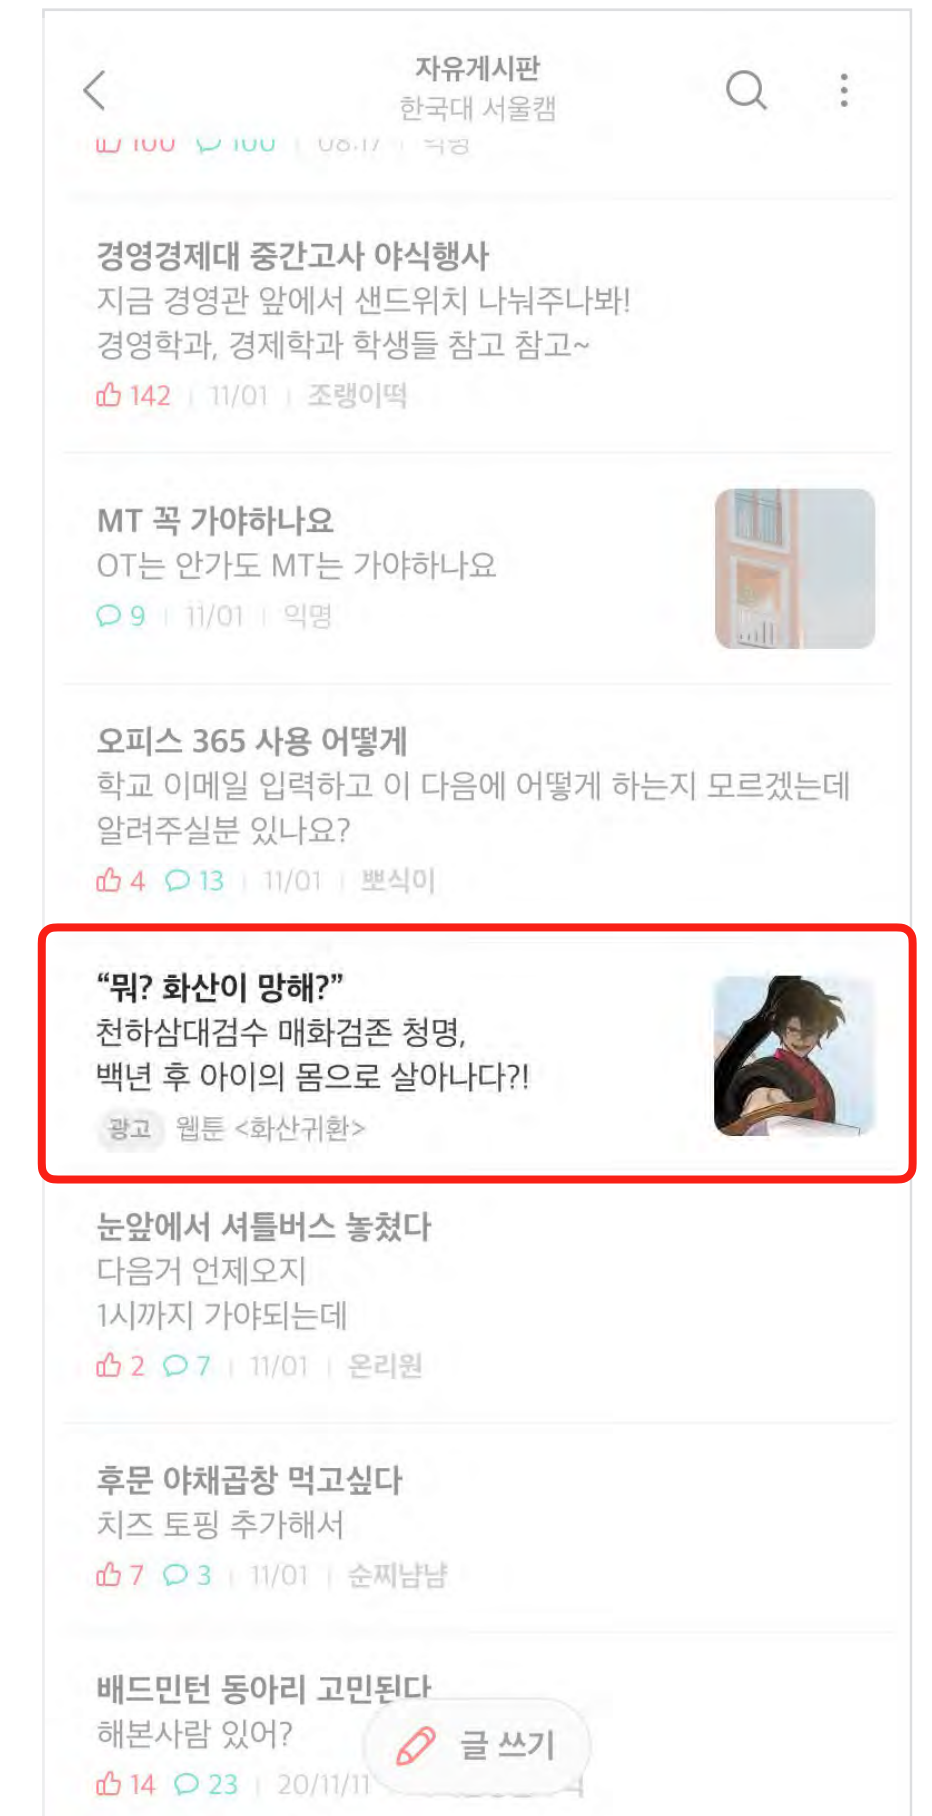 자유게시판
한국대 서울캠
100 100 08:17 익명
경영경제대 중간고사 야식행사
지금 경영관 앞에서 샌드위치 나눠주나봐!
경영학과, 경제학과 학생들 참고 참고~
142 11/01 조랭이떡
MT 꼭 가야하나요
OT는 안가도 MT는 가야하나요
9 11/01 익명
오피스 365 사용 어떻게
학교 이메일 입력하고 이 다음에 어떻게 하는지 모르겠는데
알려주실분 있나요?
4 13 11/01 뽀식이
“뭐? 화산이 망해?”
천하삼대검수 매화검존 청명,
백년 후 아이의 몸으로 살아나다?!
광고 웹툰 <화산귀환>
눈앞에서 셔틀버스 놓쳤다
다음거 언제오지
1시까지 가야되는데
2 7 11/01 온리원
후문 야채곱창 먹고싶다
치즈 토핑 추가해서
7 3 11/01 순찌냠냠
배드민턴 동아리 고민된다
해본사람 있어?
글 쓰기
14 23 20/11/11